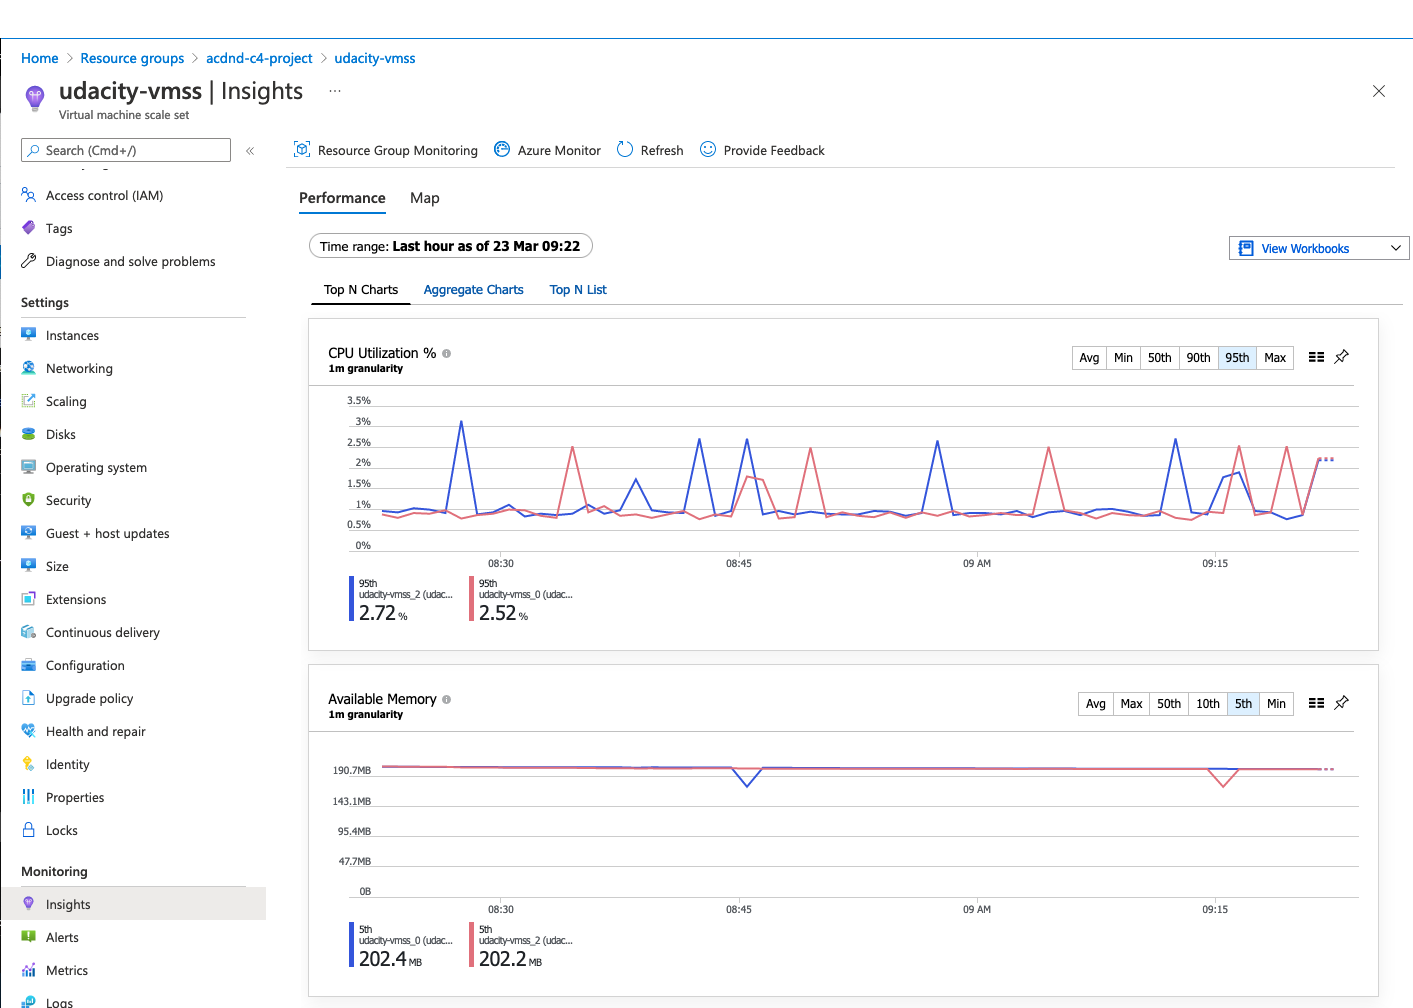 Home > Resource groups > acdnd-c4-project > udacity-vmss
udacity-vmss | Insights ...
Virtual machine scale set
Search (Cmd+/) «
Access control (IAM)
Tags
Diagnose and solve problems
Settings
Instances
Networking
Scaling
Disks
Operating system
Security
Guest + host updates
Size
Extensions
Continuous delivery
Configuration
Upgrade policy
Health and repair
Identity
Properties
Locks
Monitoring
Insights
Alerts
Metrics
Logs
Resource Group Monitoring Azure Monitor Refresh Provide Feedback
Performance Map
Time range: Last hour as of 23 Mar 09:22
View Workbooks
Top N Charts Aggregate Charts Top N List
CPU Utilization %
1m granularity
Avg Min 50th 90th 95th Max
3.5%
3%
2.5%
2%
1.5%
1%
0.5%
0%
08:30 08:45 09 AM 09:15
95th
udacity-vmss_2 (udac...
2.72 %
95th
udacity-vmss_0 (udac...
2.52 %
Available Memory
1m granularity
Avg Max 50th 10th 5th Min
190.7MB
143.1MB
95.4MB
47.7MB
0B
08:30 08:45 09 AM 09:15
5th
udacity-vmss_0 (udac...
202.4 MB
5th
udacity-vmss_2 (udac...
202.2 MB